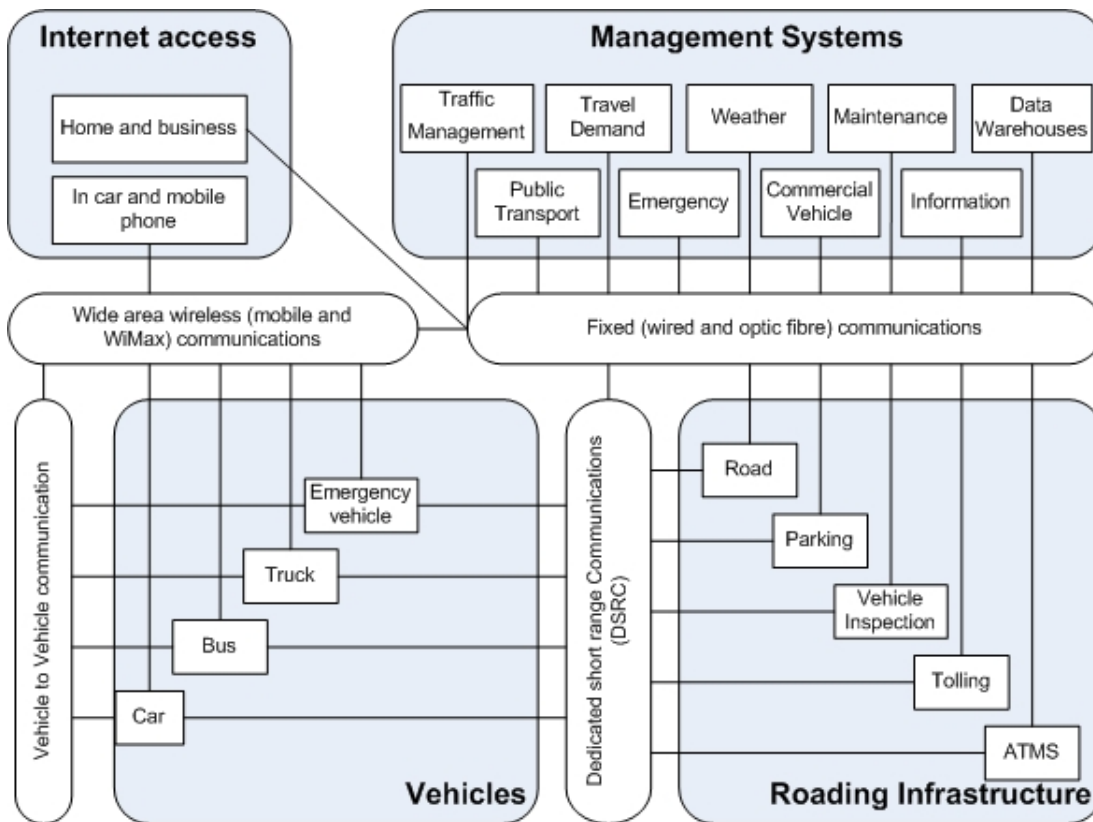 Internet access
Home and business
In car and mobile
phone
Management Systems
Traffic
Management
Travel
Demand
Weather
Maintenance
Data
Warehouses
Public
Transport
Emergency
Commercial
Vehicle
Information
Wide area wireless (mobile and
WiMax) communications
Fixed (wired and optic fibre) communications
Vehicle to Vehicle communication
Emergency
vehicle
Truck
Bus
Car
Vehicles
Dedicated short range Communications
(DSRC)
Road
Parking
Vehicle
Inspection
Tolling
ATMS
Roading Infrastructure